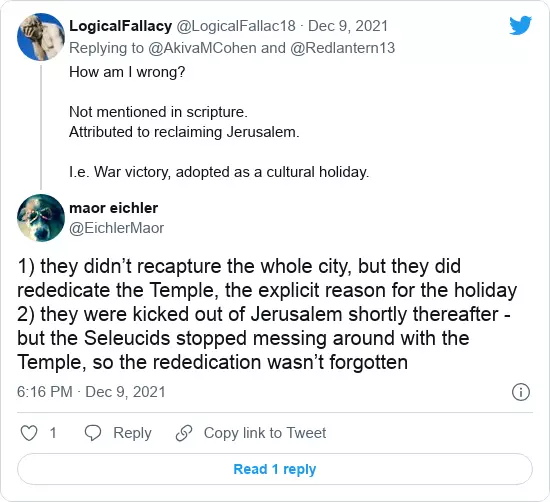 LogicalFallacy @LogicalFallac18 · Dec 9, 2021
Replying to @AkivaMCohen and @Redlantern13
How am I wrong?
Not mentioned in scripture.
Attributed to reclaiming Jerusalem.
I.e. War victory, adopted as a cultural holiday.
maor eichler
@EichlerMaor
1) they didn’t recapture the whole city, but they did
rededicate the Temple, the explicit reason for the holiday
2) they were kicked out of Jerusalem shortly thereafter -
but the Seleucids stopped messing around with the
Temple, so the rededication wasn’t forgotten
6:16 PM · Dec 9, 2021
1 Reply Copy link to Tweet
Read 1 reply